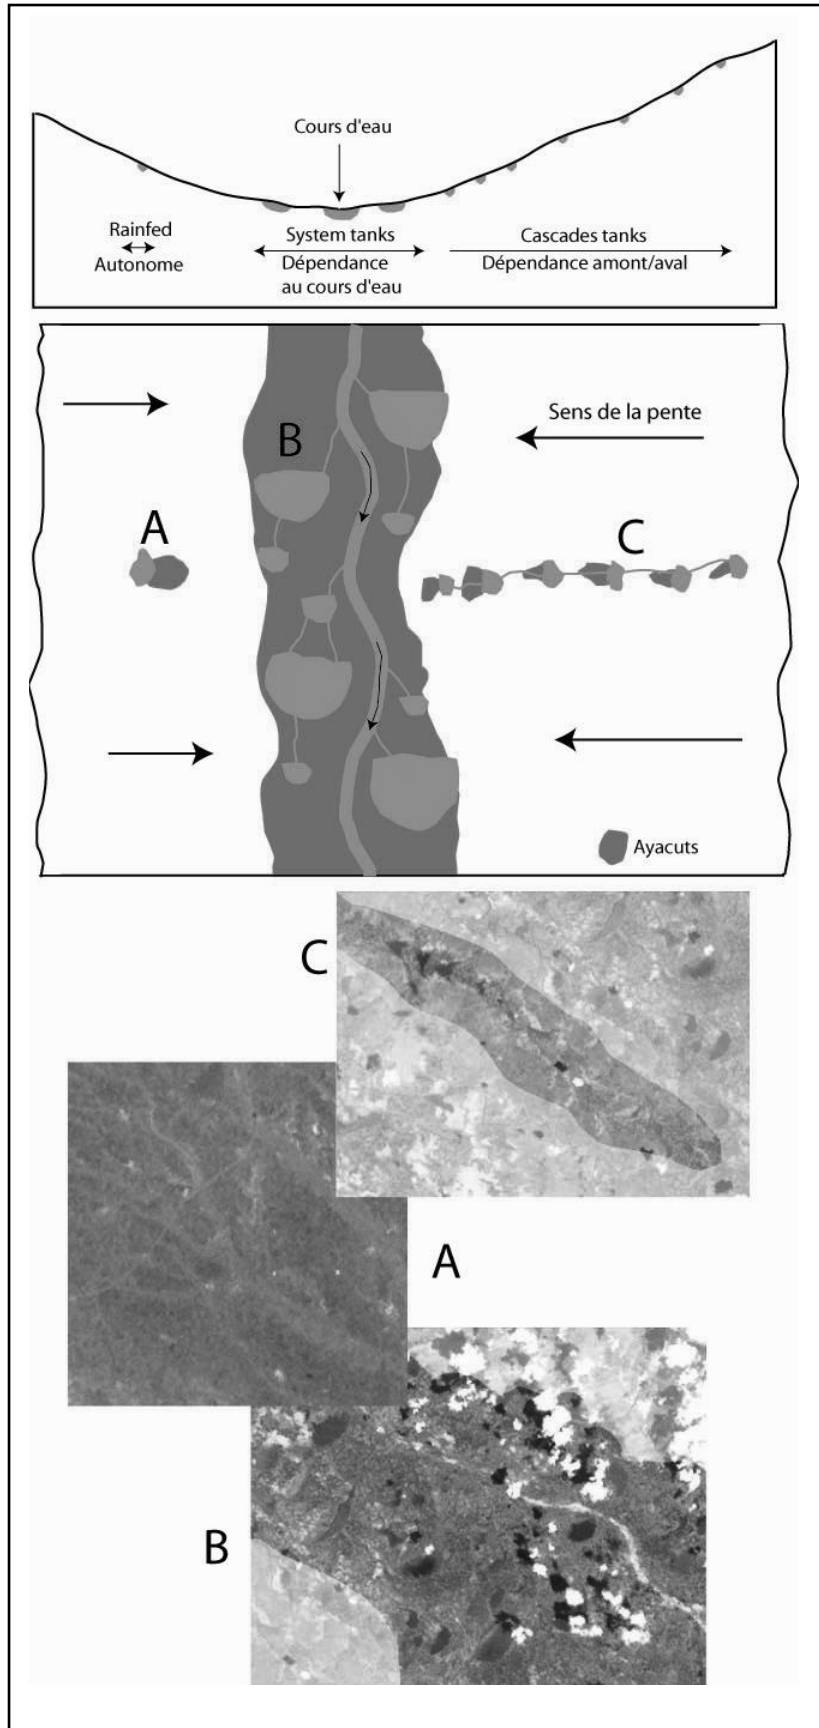 Cours d'eau
Rainfed
Autonome
System tanks
Dépendance
au cours d'eau
Cascades tanks
Dépendance amont/aval
Sens de la pente
B
A
C
Ayacuts
C
A
B